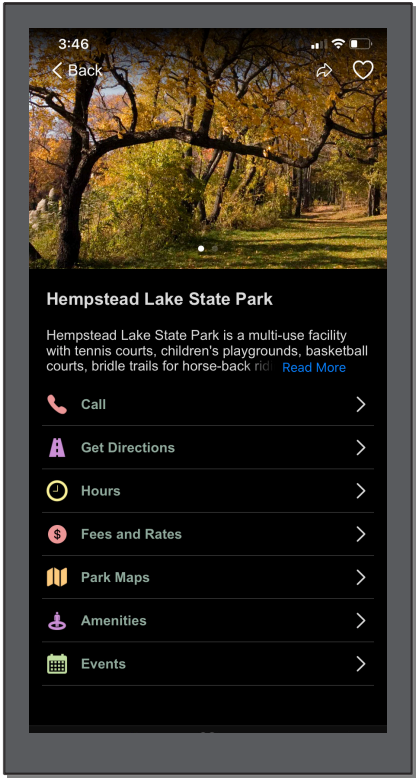 3:46
Back
Hempstead Lake State Park
Hempstead Lake State Park is a multi-use facility
with tennis courts, children's playgrounds, basketball
courts, bridle trails for horse-back ridi Read More
Call
Get Directions
Hours
$ Fees and Rates
Park Maps
Amenities
Events